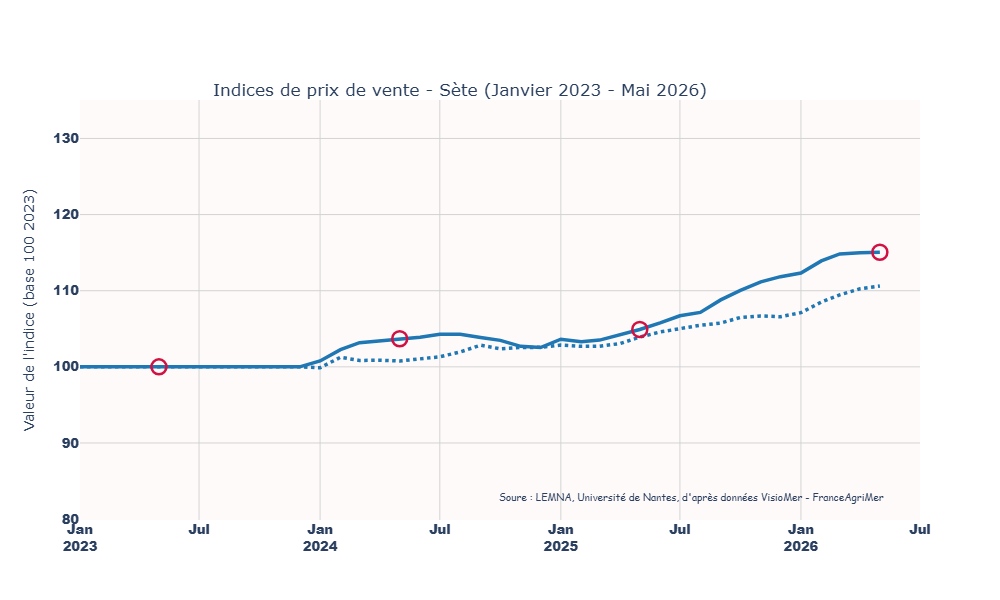 Indices de prix de vente - Sète (Janvier 2023 - Mai 2026)
Valeur de l'indice (base 100 2023)
130
120
110
100
90
80
Soure : LEMNA, Université de Nantes, d'après données VisioMer - FranceAgriMer
Jan Jul Jan Jul Jan Jul Jan Jul
2023 2024 2025 2026